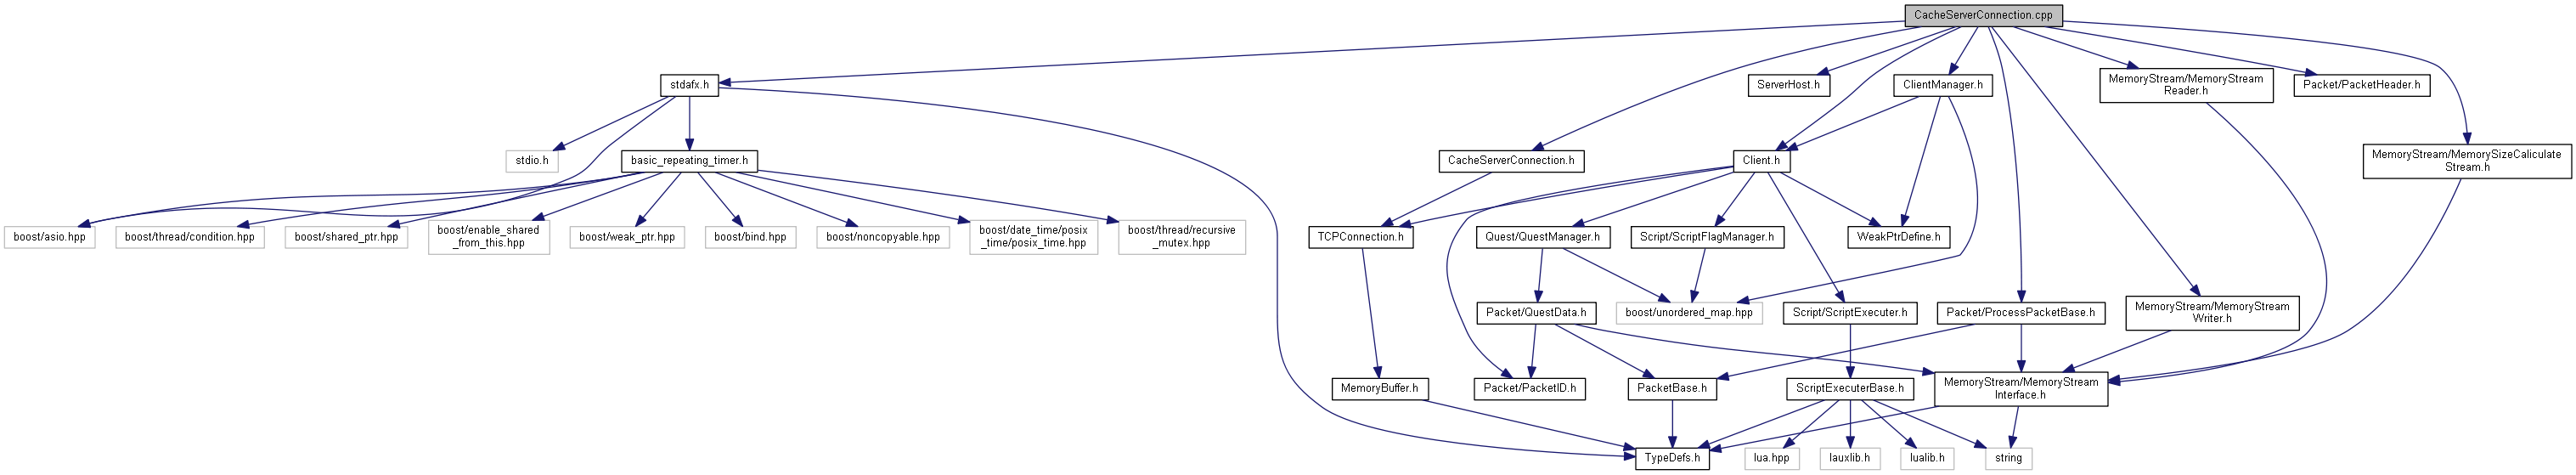 CacheServerConnection.cpp
stdafx.h
ServerHost.h
ClientManager.h
MemoryStream/MemoryStream
Reader.h
Packet/PacketHeader.h
stdio.h
basic_repeating_timer.h
CacheServerConnection.h
Client.h
MemoryStream/MemorySizeCaliculate
Stream.h
boost/asio.hpp
boost/thread/condition.hpp
boost/shared_ptr.hpp
boost/enable_shared
_from_this.hpp
boost/weak_ptr.hpp
boost/bind.hpp
boost/noncopyable.hpp
boost/date_time/posix
_time/posix_time.hpp
boost/thread/recursive
_mutex.hpp
TCPConnection.h
Quest/QuestManager.h
Script/ScriptFlagManager.h
WeakPtrDefine.h
Packet/QuestData.h
boost/unordered_map.hpp
Script/ScriptExecuter.h
Packet/ProcessPacketBase.h
MemoryStream/MemoryStream
Writer.h
MemoryBuffer.h
Packet/PacketID.h
PacketBase.h
ScriptExecuterBase.h
MemoryStream/MemoryStream
Interface.h
TypeDefs.h
lua.hpp
lauxlib.h
lualib.h
string